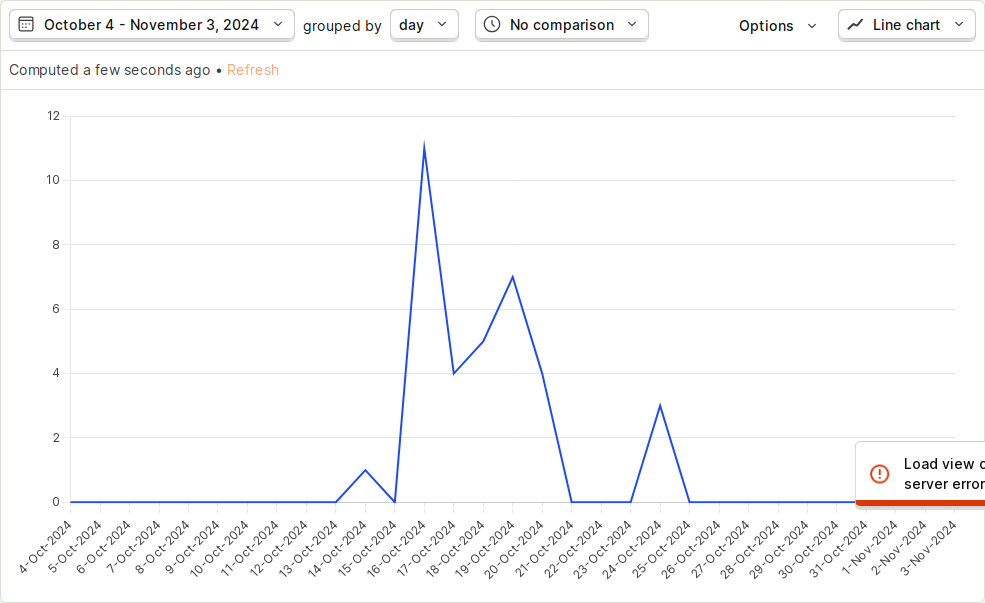 October 4 - November 3, 2024 grouped by day No comparison Options Line chart
Computed a few seconds ago • Refresh
12
10
8
6
4
2
0
4-Oct-2024 5-Oct-2024 6-Oct-2024 7-Oct-2024 8-Oct-2024 9-Oct-2024 10-Oct-2024 11-Oct-2024 12-Oct-2024 13-Oct-2024 14-Oct-2024 15-Oct-2024 16-Oct-2024 17-Oct-2024 18-Oct-2024 19-Oct-2024 20-Oct-2024 21-Oct-2024 22-Oct-2024 23-Oct-2024 24-Oct-2024 25-Oct-2024 26-Oct-2024 27-Oct-2024 28-Oct-2024 29-Oct-2024 30-Oct-2024 31-Oct-2024 1-Nov-2024 2-Nov-2024 3-Nov-2024
Load view
server error